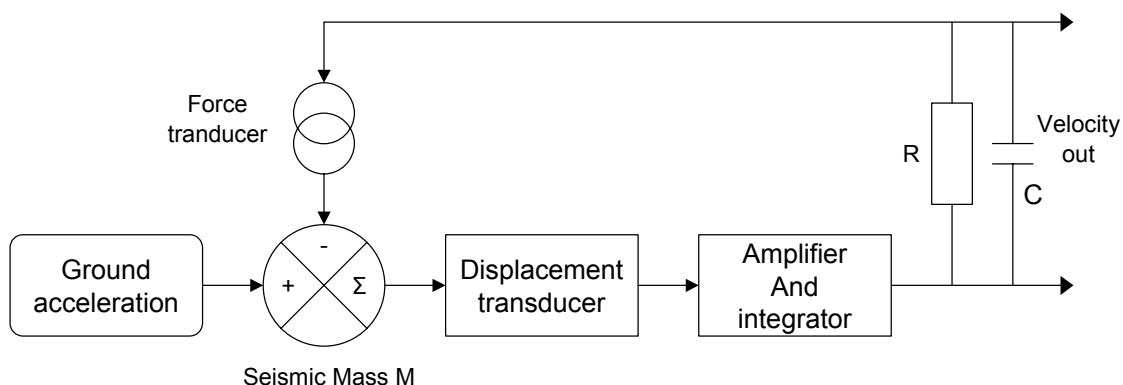 Force
tranducer
Velocity
out
R
C
Ground
acceleration
-
+
Σ
Displacement
transducer
Amplifier
And
integrator
Seismic Mass M